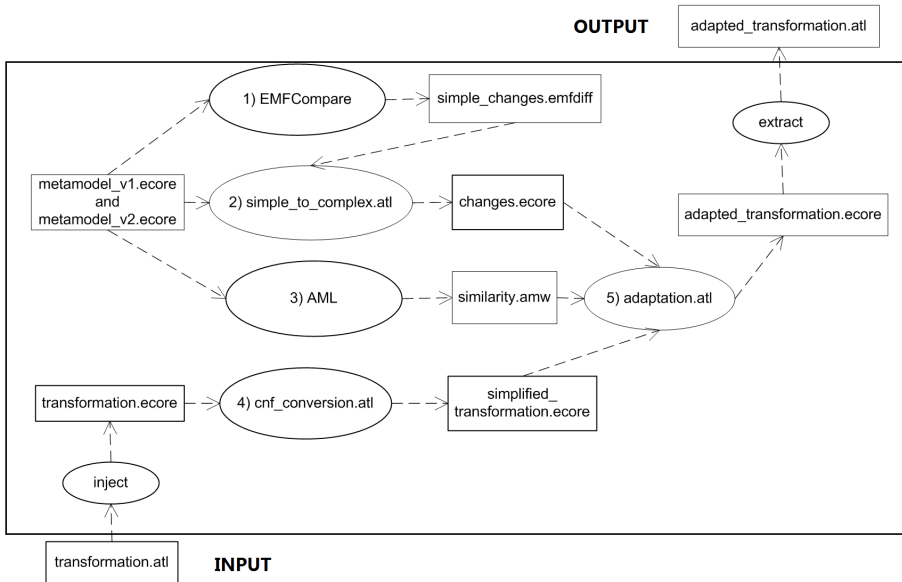 OUTPUT
adapted_transformation.atl
1) EMFCompare
simple_changes.emfdiff
extract
metamodel_v1.ecore
and
metamodel_v2.ecore
2) simple_to_complex.atl
changes.ecore
adapted_transformation.ecore
3) AML
similarity.amw
5) adaptation.atl
transformation.ecore
4) cnf_conversion.atl
simplified_
transformation.ecore
inject
transformation.atl
INPUT